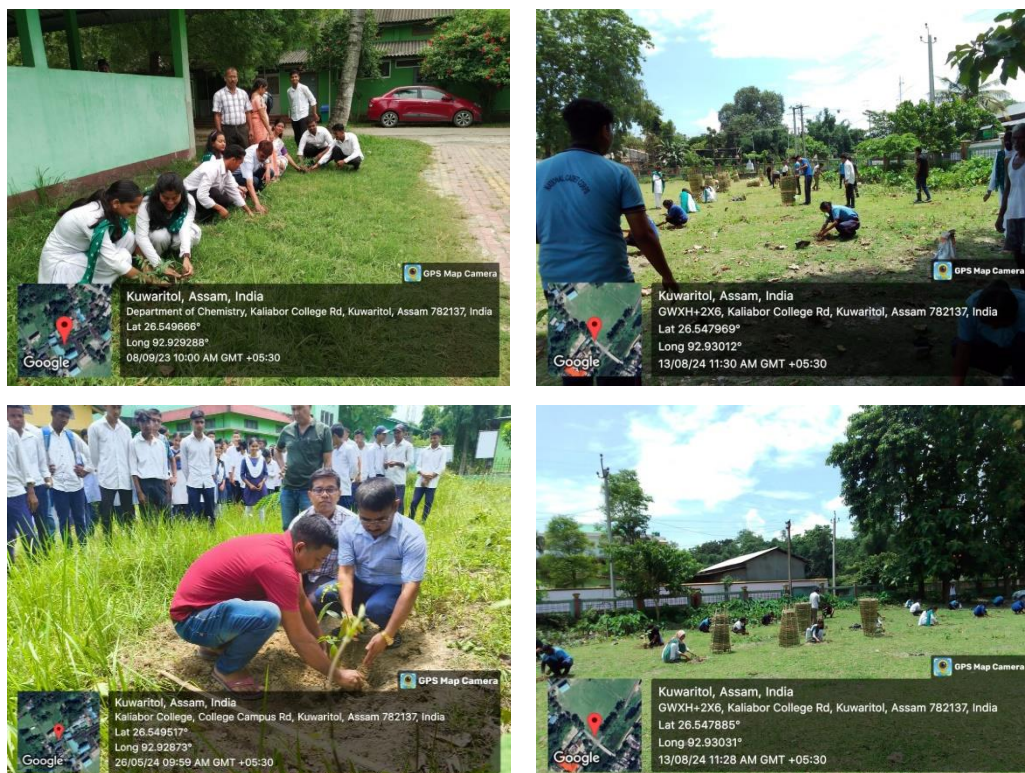 GPS Map Camera
Kuwaritol, Assam, India
Department of Chemistry, Kaliabor College Rd, Kuwaritol, Assam 782137, India
Lat 26.549666°
Long 92.929288°
08/09/23 10:00 AM GMT +05:30
Google
NATIONAL CADET CORPS
GPS Map Camera
Kuwaritol, Assam, India
GWXH+2X6, Kaliabor College Rd, Kuwaritol, Assam 782137, India
Lat 26.547969°
Long 92.93012°
13/08/24 11:30 AM GMT +05:30
Google
GPS Map Camera
Kuwaritol, Assam, India
Kaliabor College, College Campus Rd, Kuwaritol, Assam 782137, India
Lat 26.549517°
Long 92.92873°
26/05/24 09:59 AM GMT +05:30
Google
GPS Map Camera
Kuwaritol, Assam, India
GWXH+2X6, Kaliabor College Rd, Kuwaritol, Assam 782137, India
Lat 26.547885°
Long 92.93031°
13/08/24 11:28 AM GMT +05:30
Google